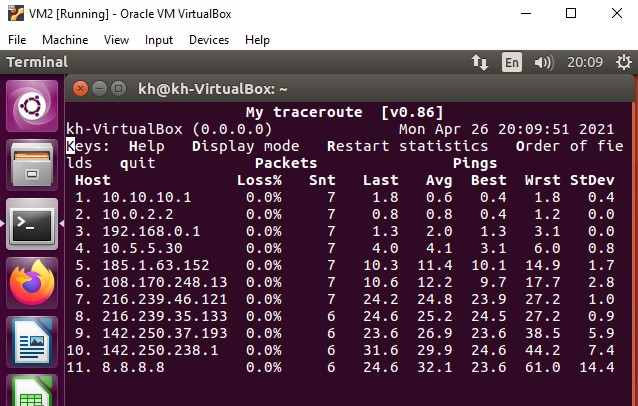 VM2 [Running] - Oracle VM VirtualBox
File Machine View Input Devices Help
Terminal En 20:09
kh@kh-VirtualBox: ~
My traceroute [v0.86]
kh-VirtualBox (0.0.0.0) Mon Apr 26 20:09:51 2021
Keys: Help Display mode Restart statistics Order of fie
lds quit Packets Pings
Host Loss% Snt Last Avg Best Wrst StDev
1. 10.10.10.1 0.0% 7 1.8 0.6 0.4 1.8 0.4
2. 10.0.2.2 0.0% 7 0.8 0.8 0.4 1.2 0.0
3. 192.168.0.1 0.0% 7 1.3 2.0 1.3 3.1 0.0
4. 10.5.5.30 0.0% 7 4.0 4.1 3.1 6.0 0.8
5. 185.1.63.152 0.0% 7 10.3 11.4 10.1 14.9 1.7
6. 108.170.248.13 0.0% 7 10.6 12.2 9.7 17.7 2.8
7. 216.239.46.121 0.0% 7 24.2 24.8 23.9 27.2 1.0
8. 216.239.35.133 0.0% 6 24.6 25.2 24.5 27.2 0.9
9. 142.250.37.193 0.0% 6 23.6 26.9 23.6 38.5 5.9
10. 142.250.238.1 0.0% 6 31.6 29.9 24.6 44.2 7.4
11. 8.8.8.8 0.0% 6 24.6 32.1 23.6 61.0 14.4